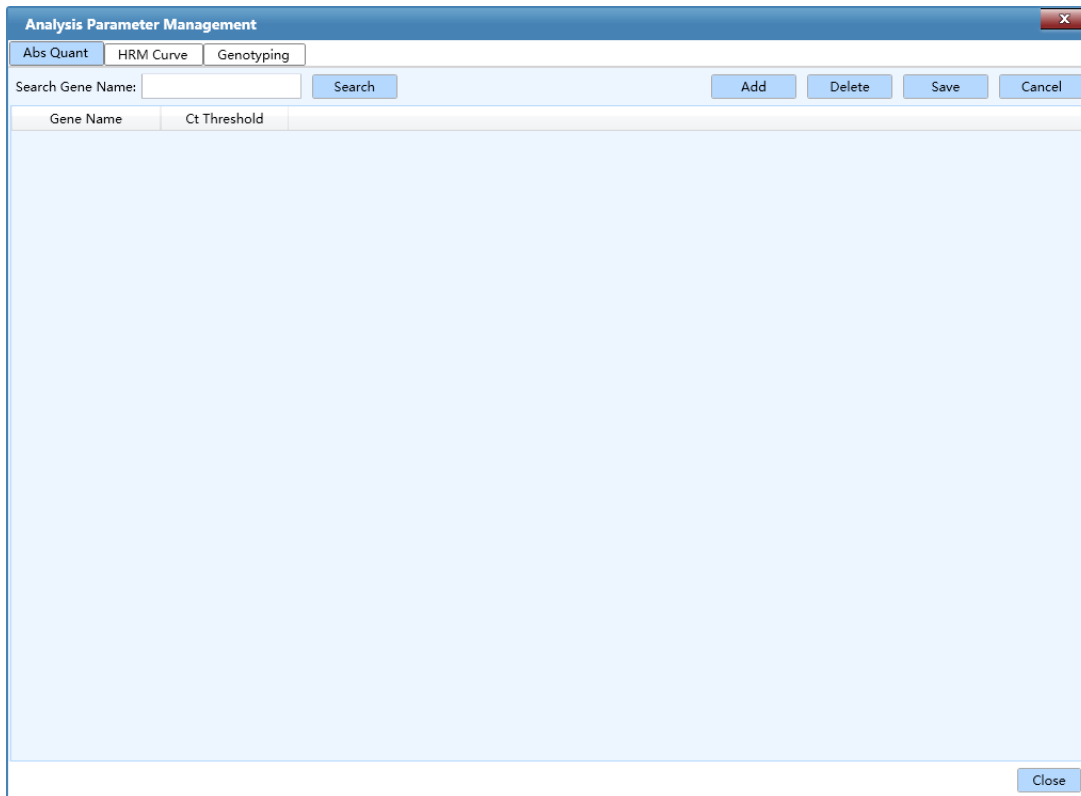 Analysis Parameter Management x
Abs Quant HRM Curve Genotyping
Search Gene Name: Search Add Delete Save Cancel
Gene Name Ct Threshold
Close